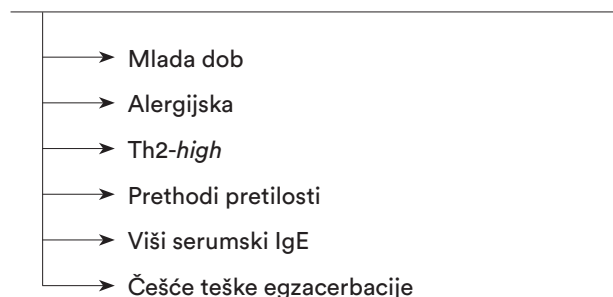 Mlada dob
Alergijska
Th2-high
Prethodi pretilosti
Viši serumski IgE
Češće teške egzacerbacije